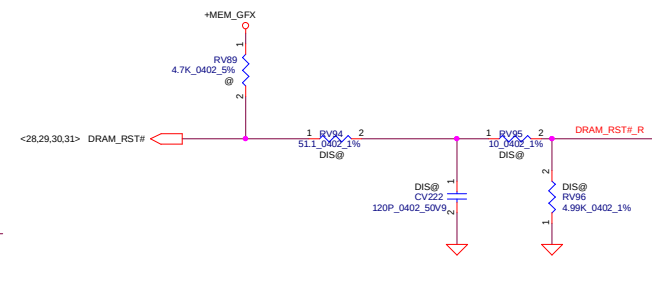 +MEM_GFX
1
RV89
4.7K_0402_5%
@
2
<28,29,30,31> DRAM_RST#
1 RV94 2
51.1_0402_1%
DIS@
1 RV95 2
10_0402_1%
DIS@
DRAM_RST#_R
1
DIS@
CV222
120P_0402_50V9
2
2
DIS@
RV96
4.99K_0402_1%
1